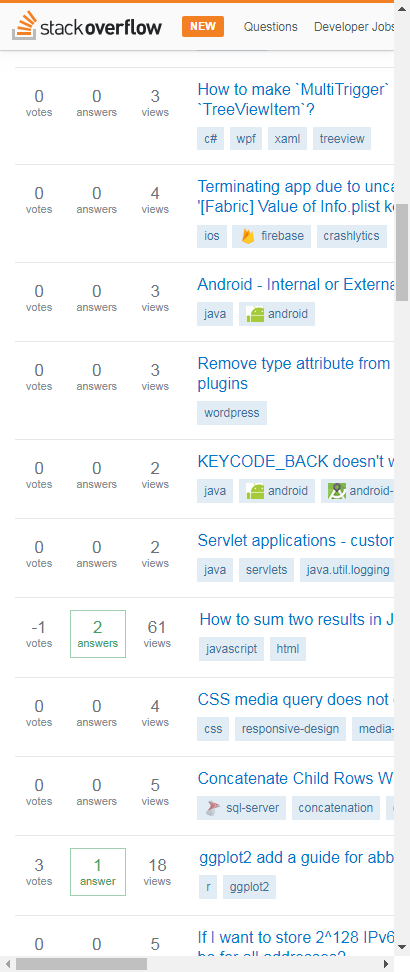 stackoverflow NEW Questions Developer Jobs
0 0 3 How to make `MultiTrigger`
votes answers views `TreeViewItem`?
c# wpf xaml treeview
0 0 4 Terminating app due to unca
votes answers views '[Fabric] Value of Info.plist k
ios firebase crashlytics
0 0 3 Android - Internal or Externa
votes answers views
java android
0 0 3 Remove type attribute from
votes answers views plugins
wordpress
0 0 2 KEYCODE_BACK doesn't w
votes answers views
java android android-
0 0 2 Servlet applications - custor
votes answers views
java servlets java.util.logging
-1 2 61 How to sum two results in J
votes answers views
javascript html
0 0 4 CSS media query does not
votes answers views
css responsive-design media-
0 0 5 Concatenate Child Rows W
votes answers views
sql-server concatenation
3 1 18 ggplot2 add a guide for abb
votes answer views
r ggplot2
0 0 5 If I want to store 2^128 IPv6